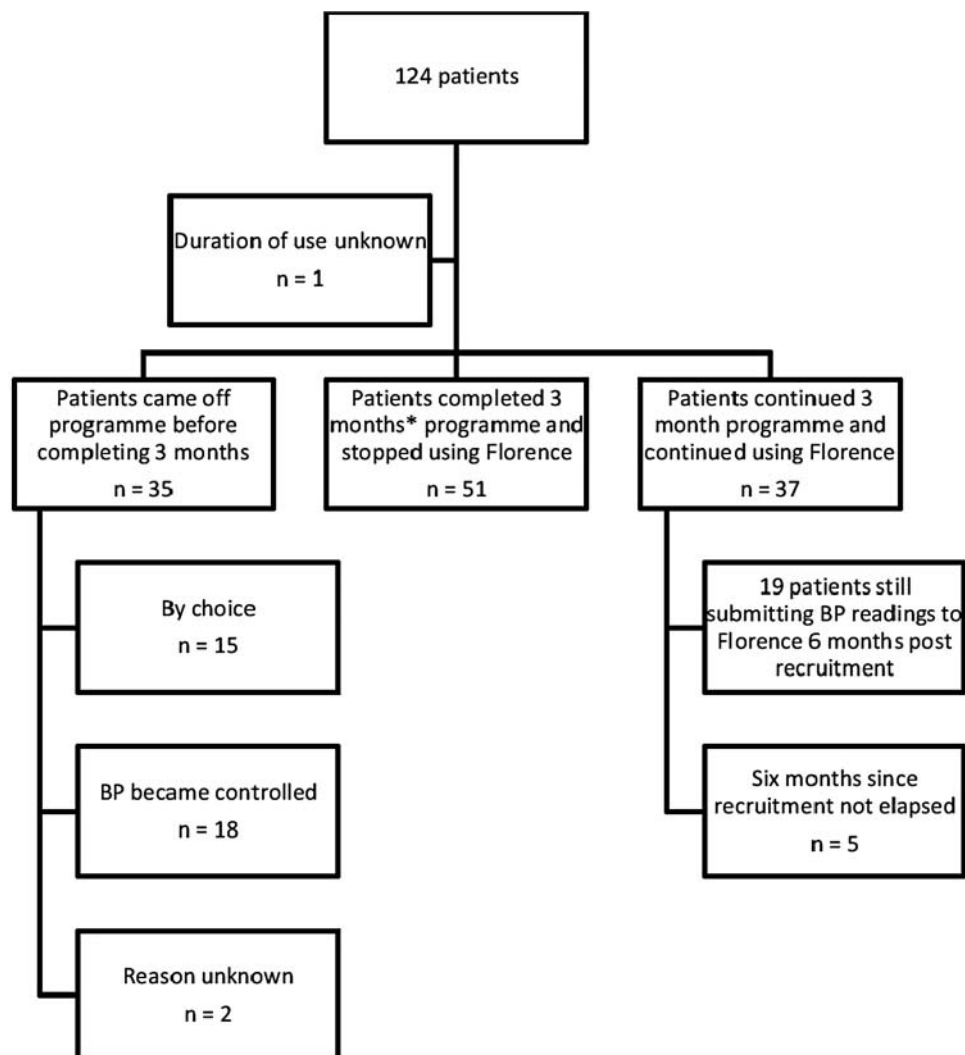 124 patients
Duration of use unknown
n = 1
Patients came off
programme before
completing 3 months
n = 35
Patients completed 3
months* programme and
stopped using Florence
n = 51
Patients continued 3
month programme and
continued using Florence
n = 37
By choice
n = 15
BP became controlled
n = 18
Reason unknown
n = 2
19 patients still
submitting BP readings to
Florence 6 months post
recruitment
Six months since
recruitment not elapsed
n = 5